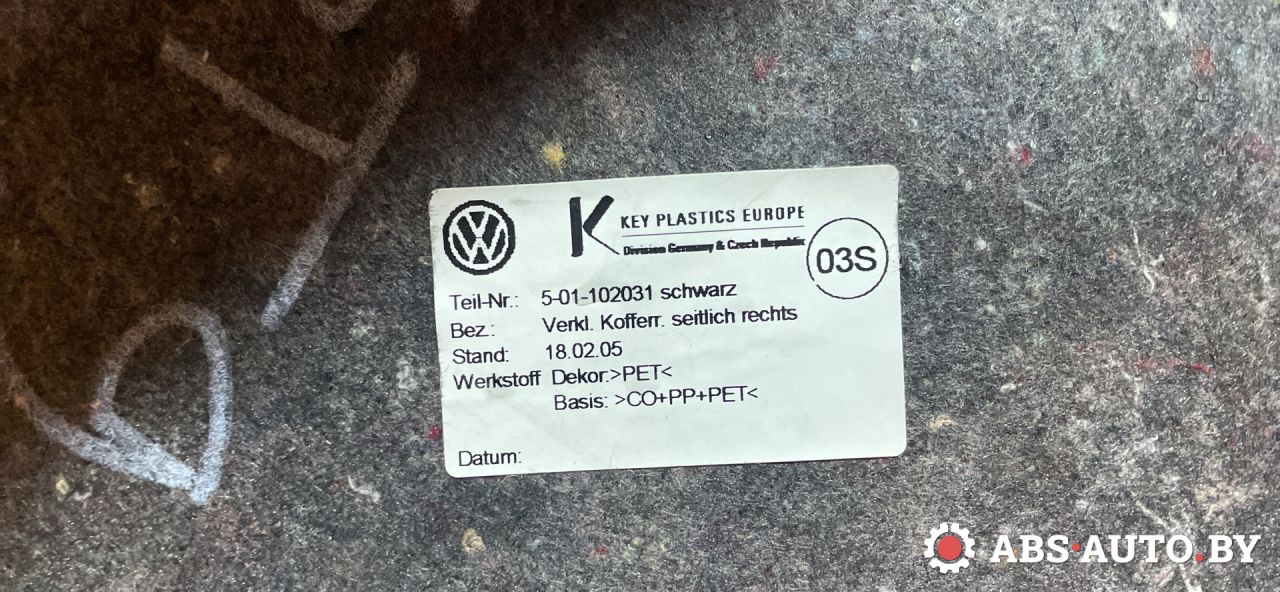 KEY PLASTICS EUROPE
Division Germany & Czech Republik
03S
Teil-Nr.: 5-01-102031 schwarz
Bez.: Verkl. Kofferr. seitlich rechts
Stand: 18.02.05
Werkstoff Dekor:>PET<
Basis: >CO+PP+PET<
Datum:
ABS-AUTO.BY